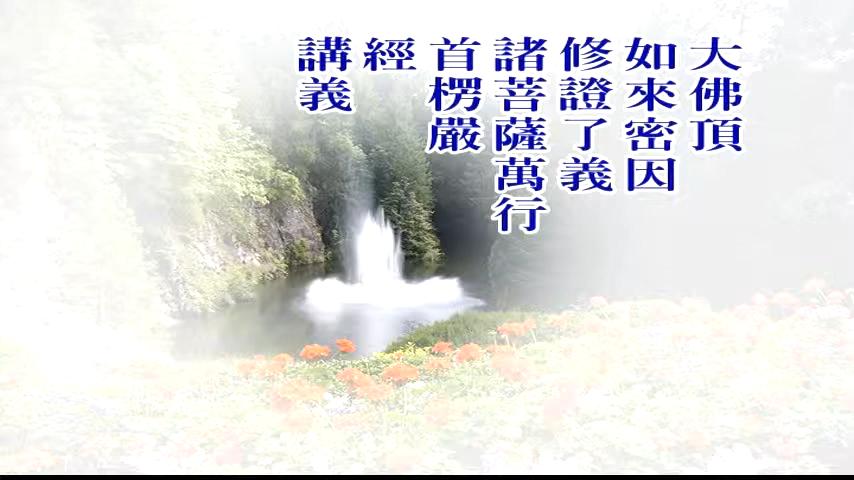 大佛頂
如來密因
修證了義
諸菩薩萬行
首楞嚴
經
講義